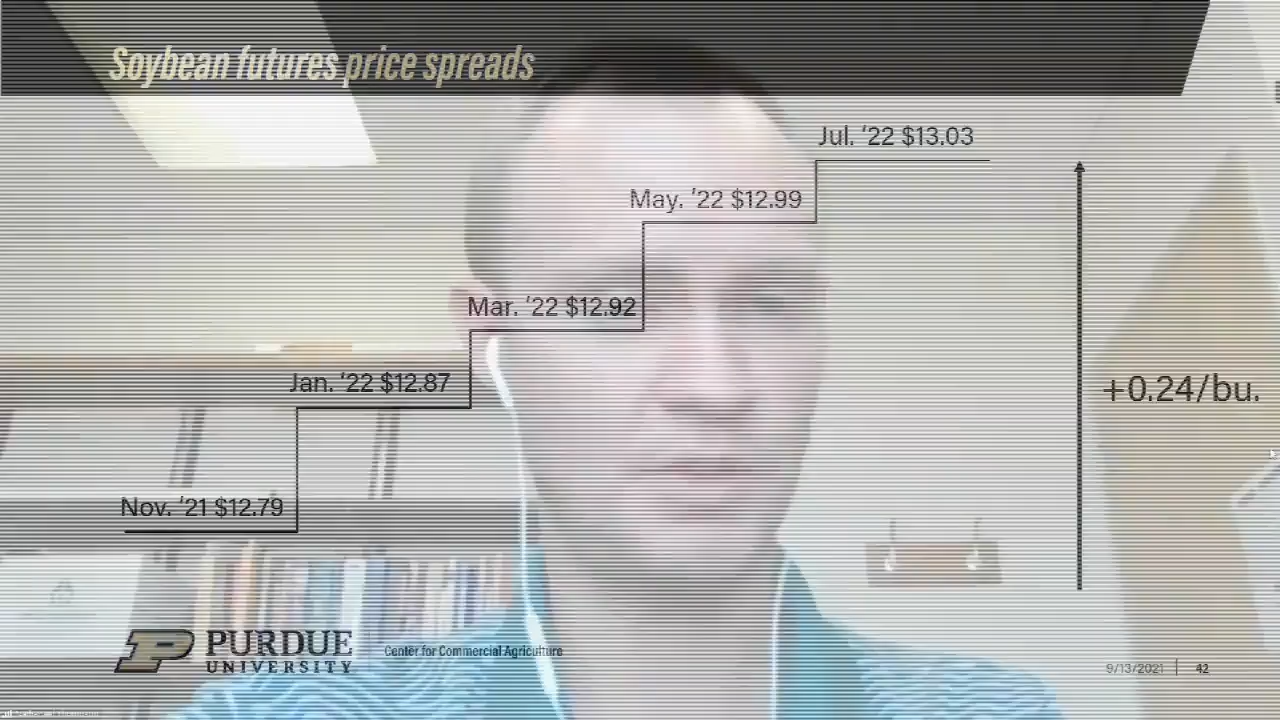 Soybean futures price spreads
Jul. ‘22 $13.03
May. ‘22 $12.99
Mar. ‘22 $12.92
+0.24/bu.
Jan. ‘22 $12.87
Nov. ‘21 $12.79
PURDUE
UNIVERSITY
Center for Commercial Agriculture
9/13/2021 | 42